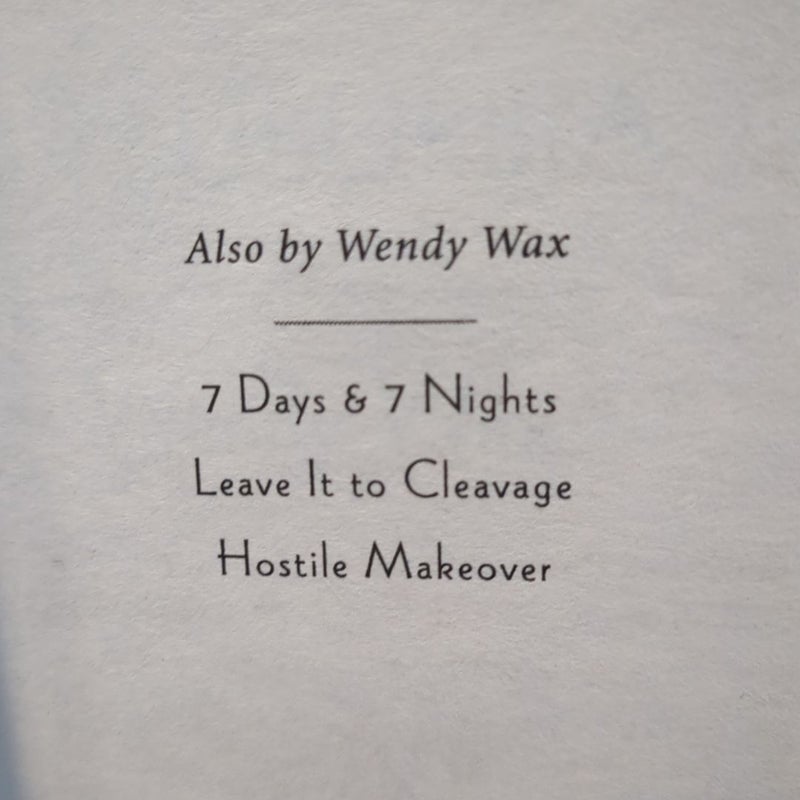 Also by Wendy Wax
7 Days & 7 Nights
Leave It to Cleavage
Hostile Makeover